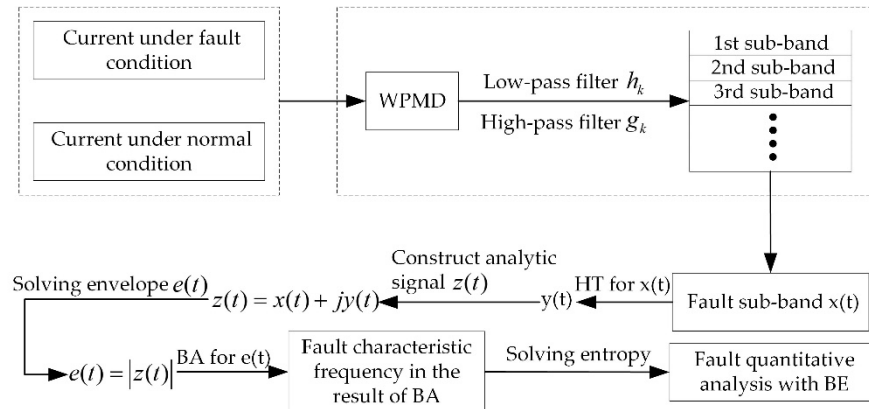 Current under fault
condition
Current under normal
condition
WPMD
Low-pass filter h_k
High-pass filter g_k
1st sub-band
2nd sub-band
3rd sub-band
Fault sub-band x(t)
HT for x(t)
y(t)
Construct analytic
signal z(t)
z(t) = x(t) + jy(t)
Solving envelope e(t)
e(t) = |z(t)|
BA for e(t)
Fault characteristic
frequency in the
result of BA
Solving entropy
Fault quantitative
analysis with BE